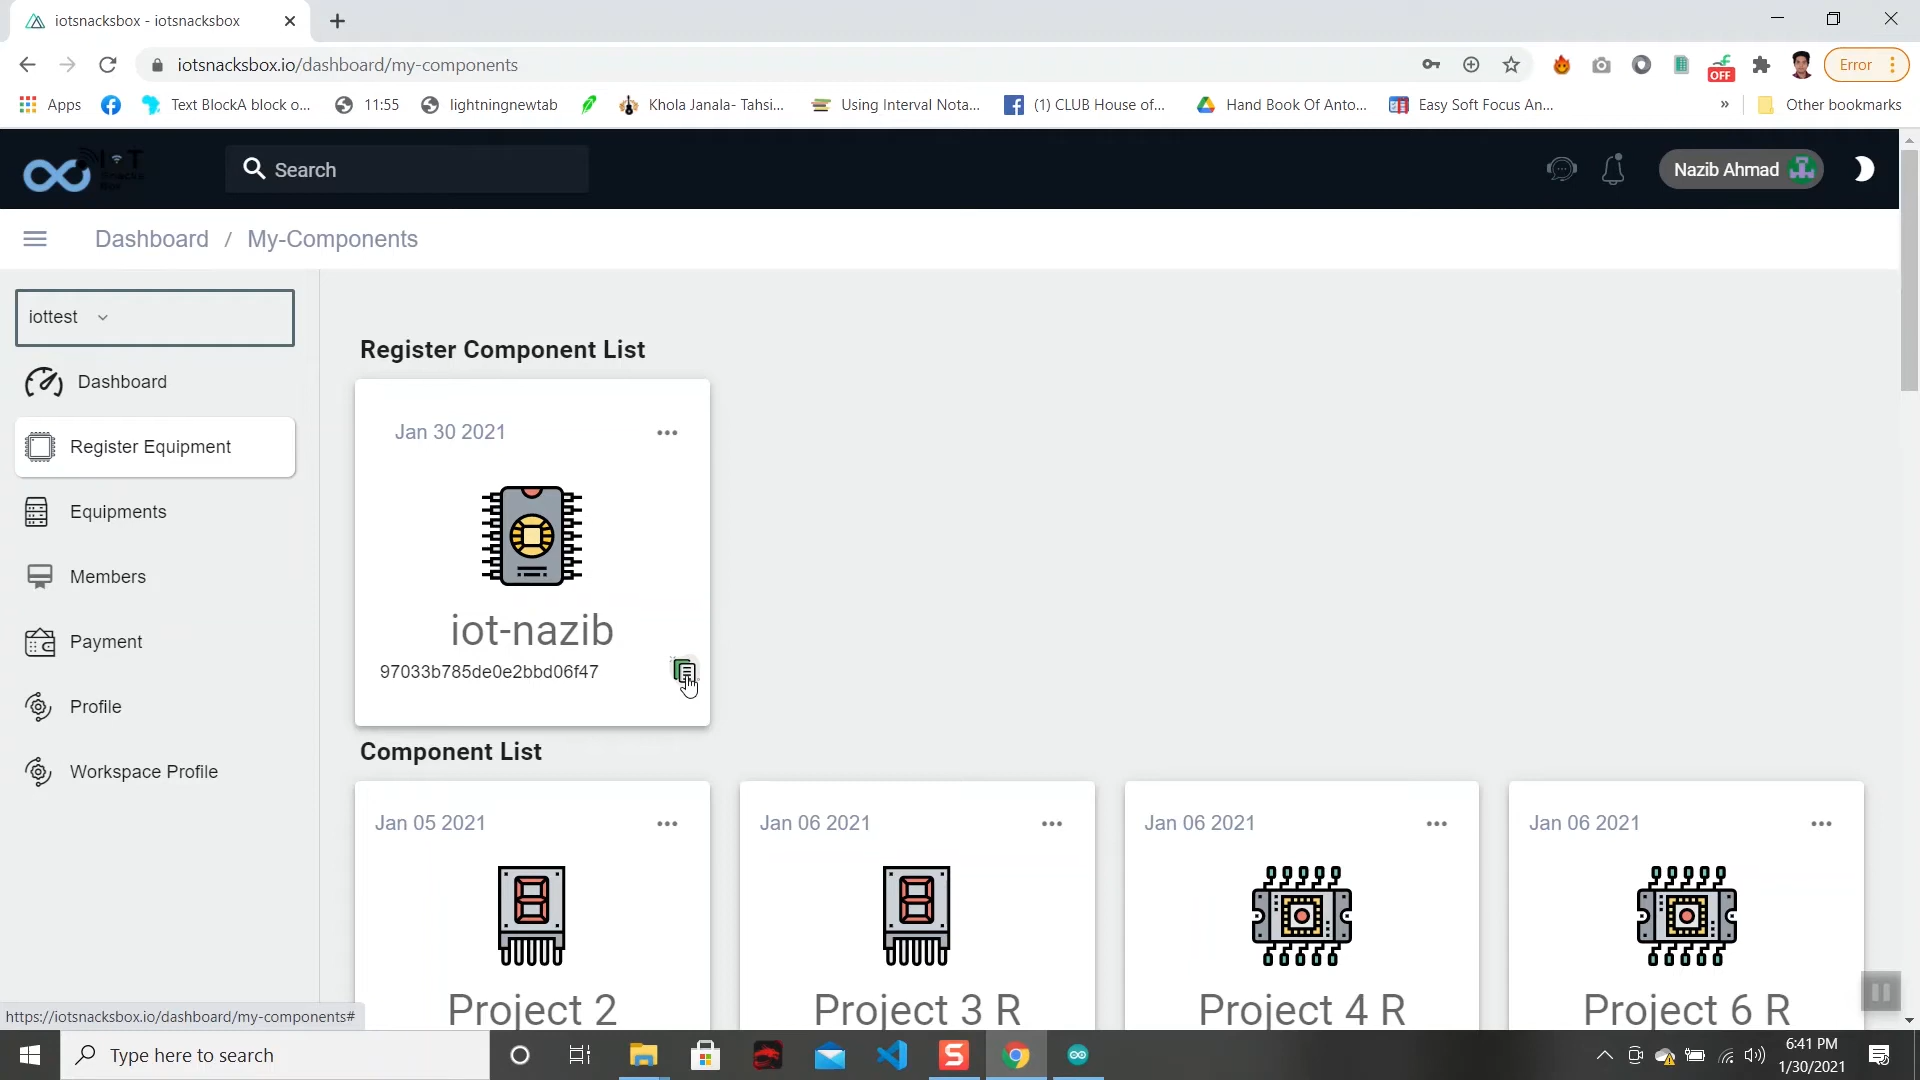 iotsnacksbox - iotsnacksbox
iotsnacksbox.io/dashboard/my-components
OFF
Error
Apps
Text BlockA block o...
11:55
lightningnewtab
Khola Janala- Tahsi...
Using Interval Nota...
(1) CLUB House of...
Hand Book Of Anto...
Easy Soft Focus An...
»
Other bookmarks
Search
Nazib Ahmad
Dashboard / My-Components
iottest
Dashboard
Register Equipment
Equipments
Members
Payment
Profile
Workspace Profile
Register Component List
Jan 30 2021
iot-nazib
97033b785de0e2bbd06f47
Component List
Jan 05 2021
Project 2
Jan 06 2021
Project 3 R
Jan 06 2021
Project 4 R
Jan 06 2021
Project 6 R
https://iotsnacksbox.io/dashboard/my-components#
Type here to search
6:41 PM
1/30/2021